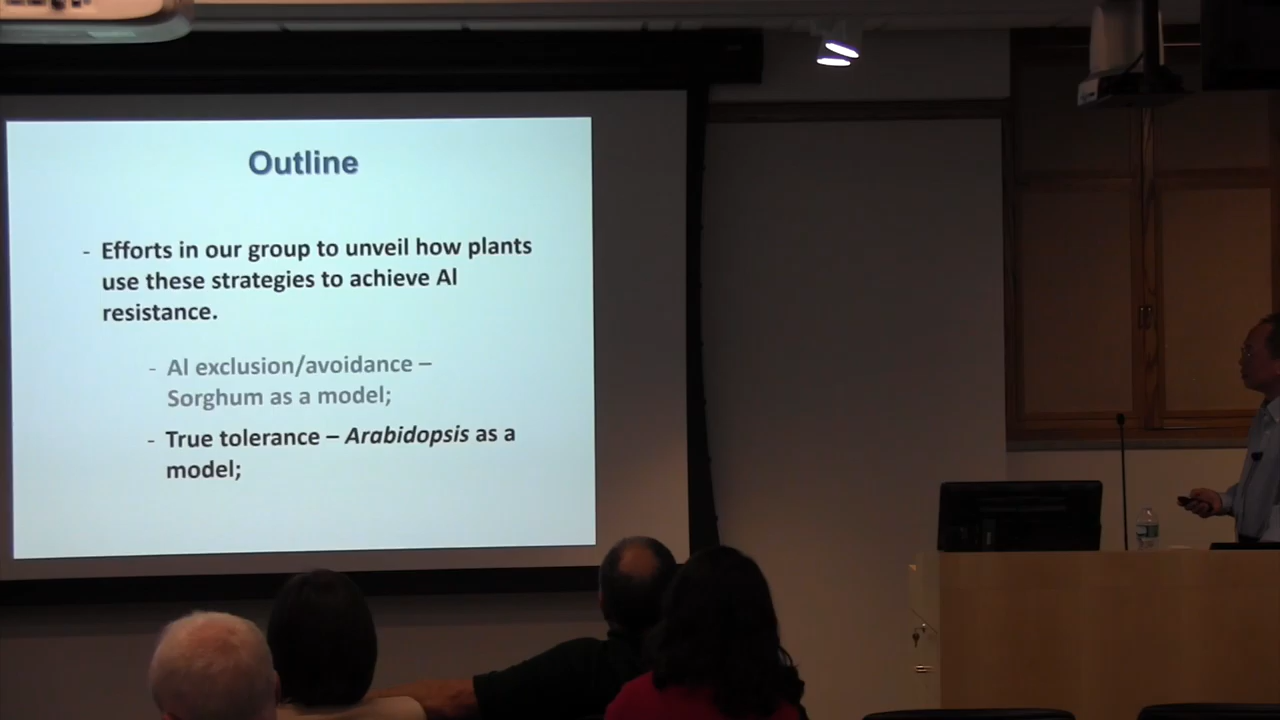 Outline
- Efforts in our group to unveil how plants
use these strategies to achieve Al
resistance.
- Al exclusion/avoidance –
Sorghum as a model;
- True tolerance – Arabidopsis as a
model;